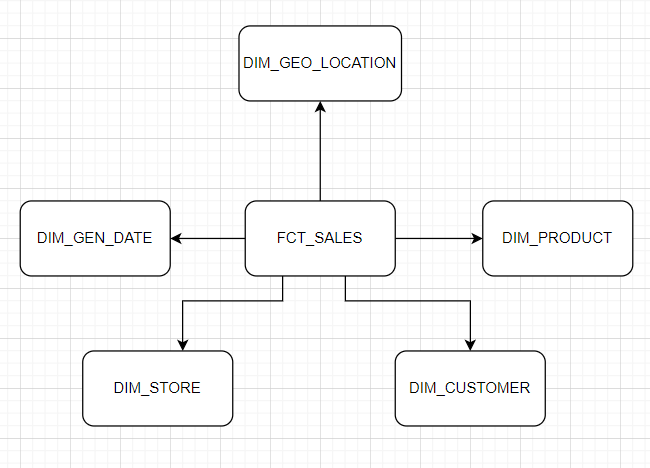 DIM_GEO_LOCATION
DIM_GEN_DATE
FCT_SALES
DIM_PRODUCT
DIM_STORE
DIM_CUSTOMER